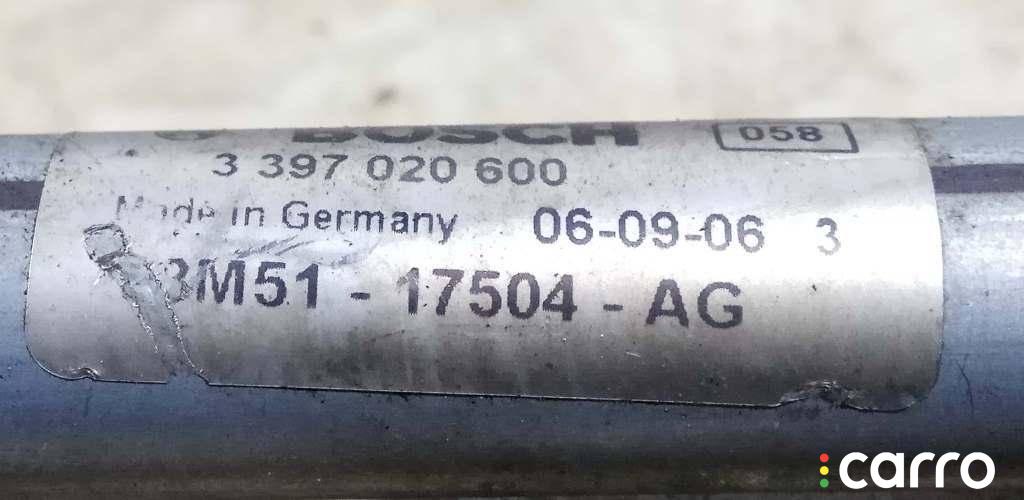 BOSCH 058
3 397 020 600
Made in Germany 06-09-06 3
3M51 - 17504 - AG
carro